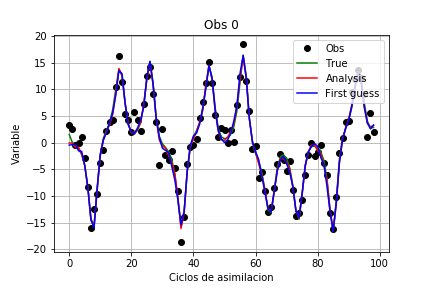 Obs 0
20
15
10
5
0
−5
−10
−15
−20
Variable
Obs
True
Analysis
First guess
0 20 40 60 80 100
Ciclos de asimilacion